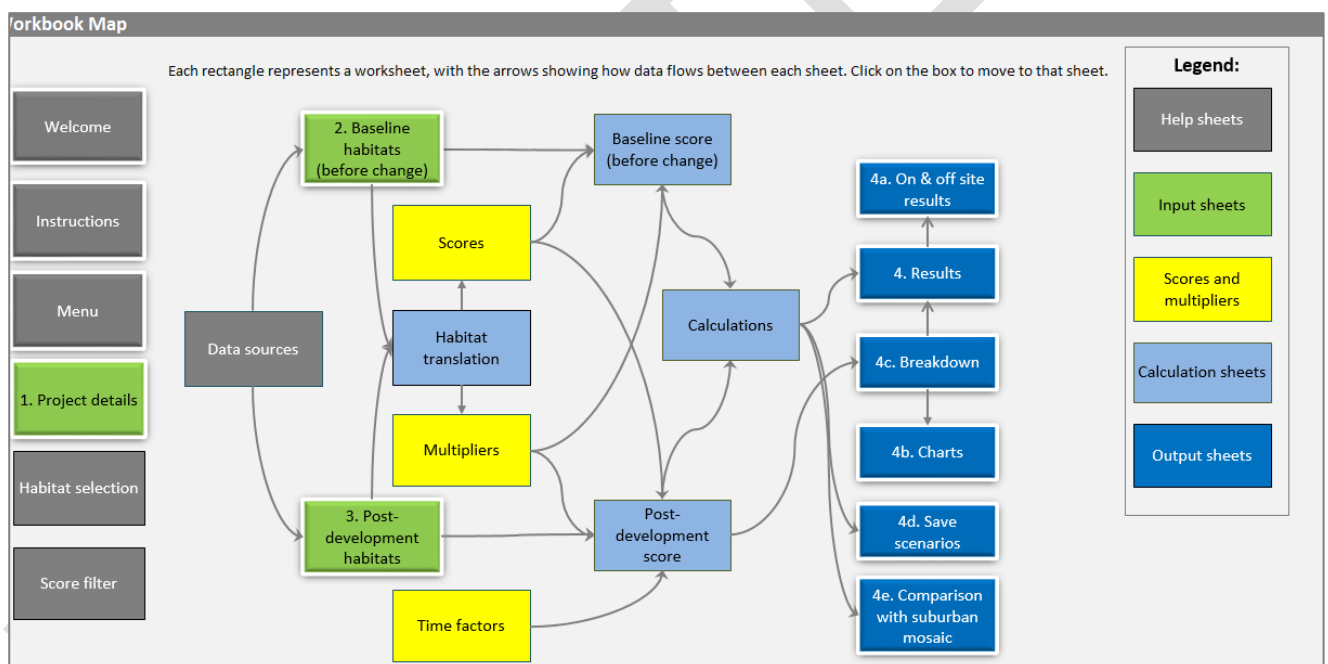 orkbook Map
Each rectangle represents a worksheet, with the arrows showing how data flows between each sheet. Click on the box to move to that sheet.
Welcome
Instructions
Menu
1. Project details
Habitat selection
Score filter
Data sources
2. Baseline
habitats
(before change)
Scores
Habitat
translation
Multipliers
3. Post-
development
habitats
Time factors
Baseline score
(before change)
Calculations
Post-
development
score
4a. On & off site
results
4. Results
4c. Breakdown
4b. Charts
4d. Save
scenarios
4e. Comparison
with suburban
mosaic
Legend:
Help sheets
Input sheets
Scores and
multipliers
Calculation sheets
Output sheets